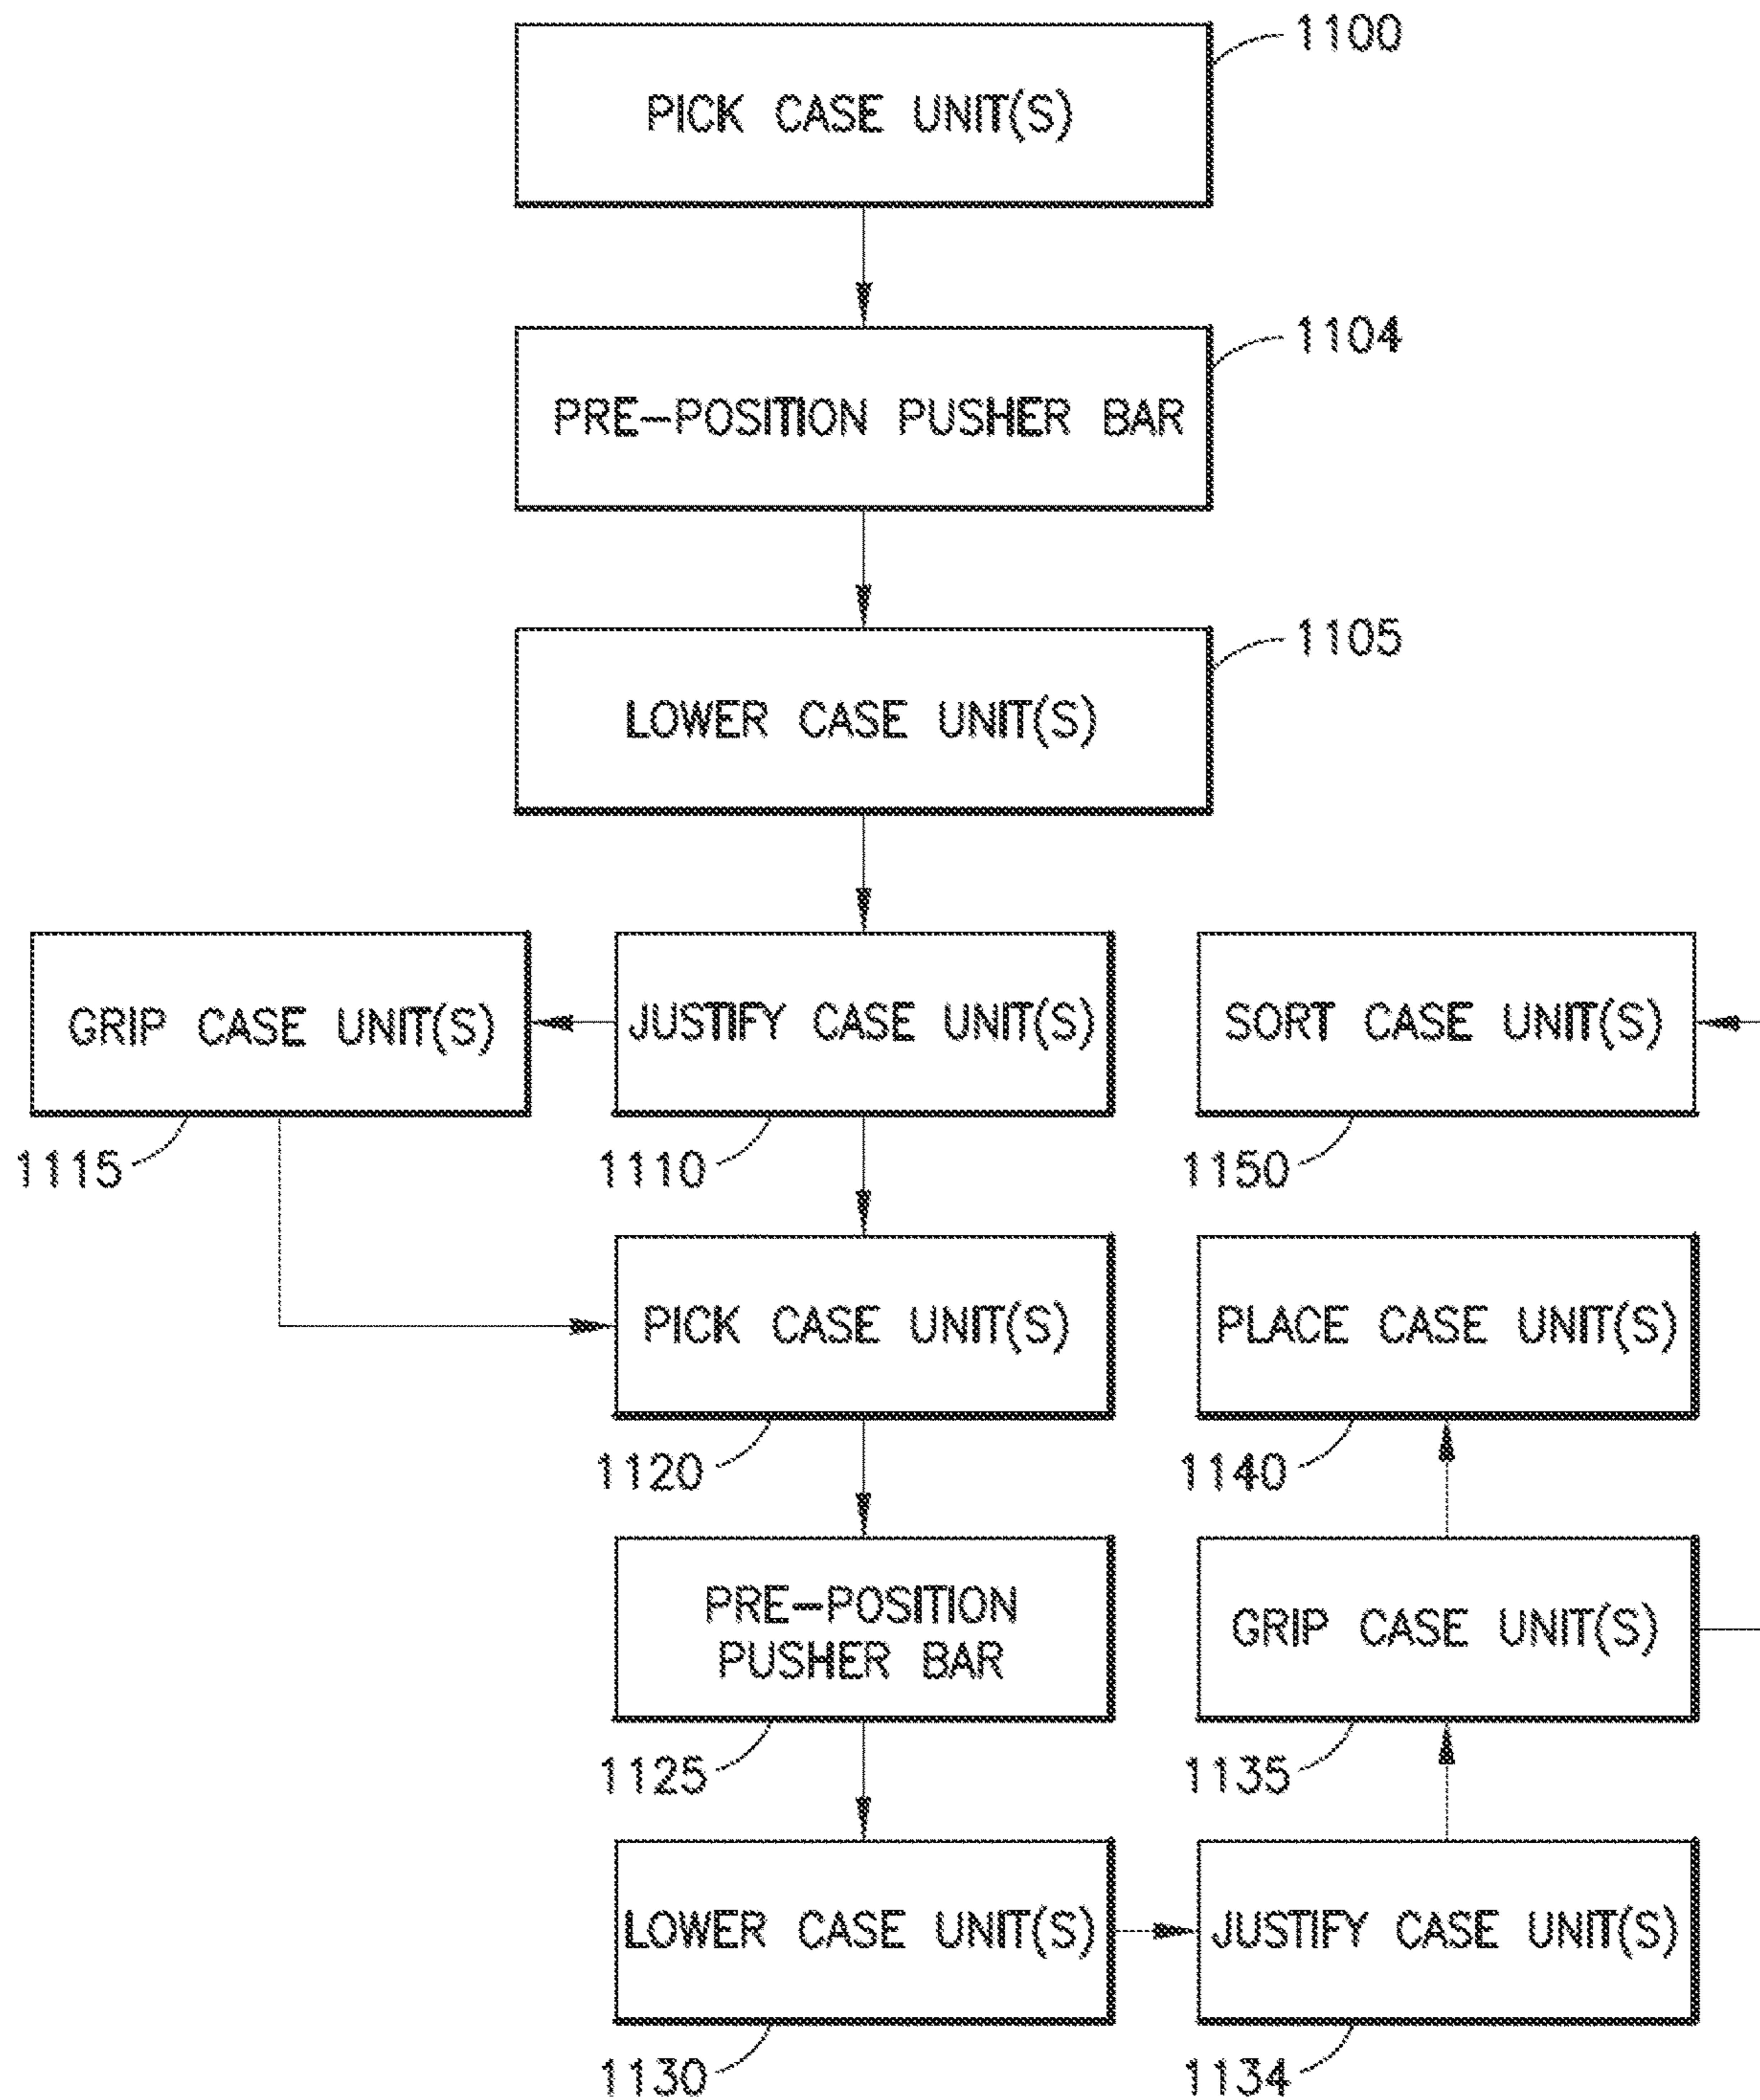 1100
PICK CASE UNIT(S)
1104
PRE-POSITION PUSHER BAR
1105
LOWER CASE UNIT(S)
GRIP CASE UNIT(S)
JUSTIFY CASE UNIT(S)
SORT CASE UNIT(S)
1115
1110
1150
PICK CASE UNIT(S)
PLACE CASE UNIT(S)
1120
1140
PRE-POSITION
PUSHER BAR
GRIP CASE UNIT(S)
1125
1135
LOWER CASE UNIT(S)
JUSTIFY CASE UNIT(S)
1130
1134